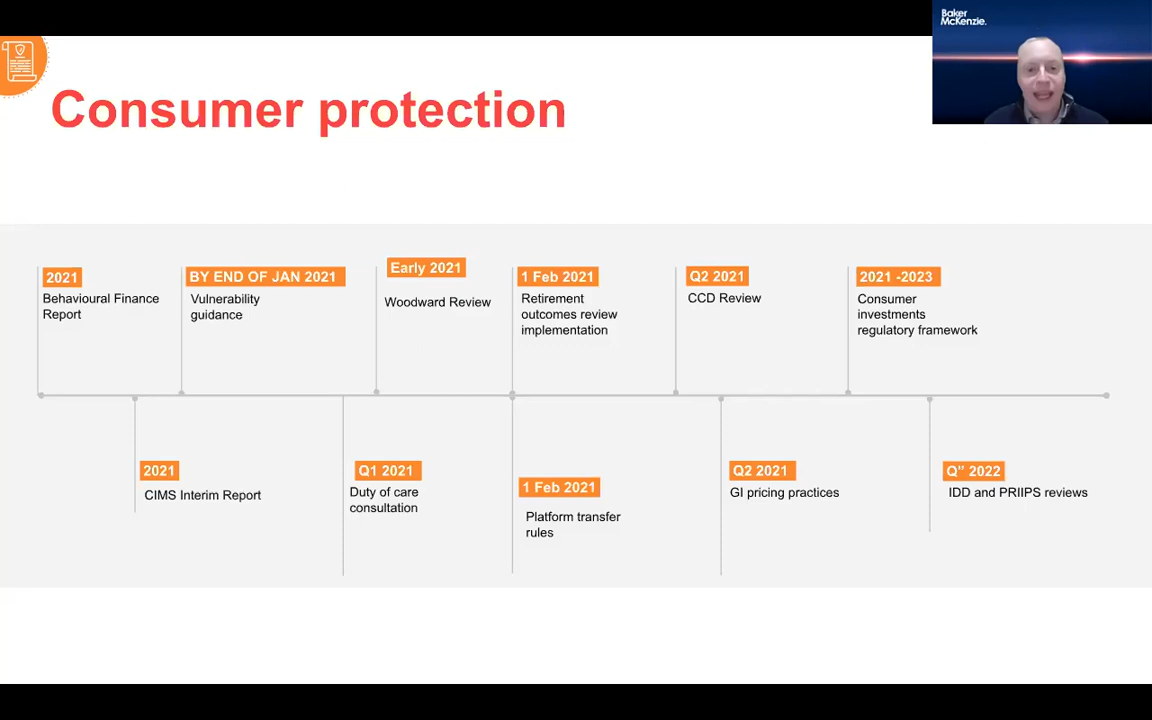 Baker
McKenzie.
Consumer protection
2021
Behavioural Finance
Report
BY END OF JAN 2021
Vulnerability
guidance
Early 2021
Woodward Review
1 Feb 2021
Retirement
outcomes review
implementation
Q2 2021
CCD Review
2021 -2023
Consumer
investments
regulatory framework
2021
CIMS Interim Report
Q1 2021
Duty of care
consultation
1 Feb 2021
Platform transfer
rules
Q2 2021
GI pricing practices
Q" 2022
IDD and PRIIPS reviews